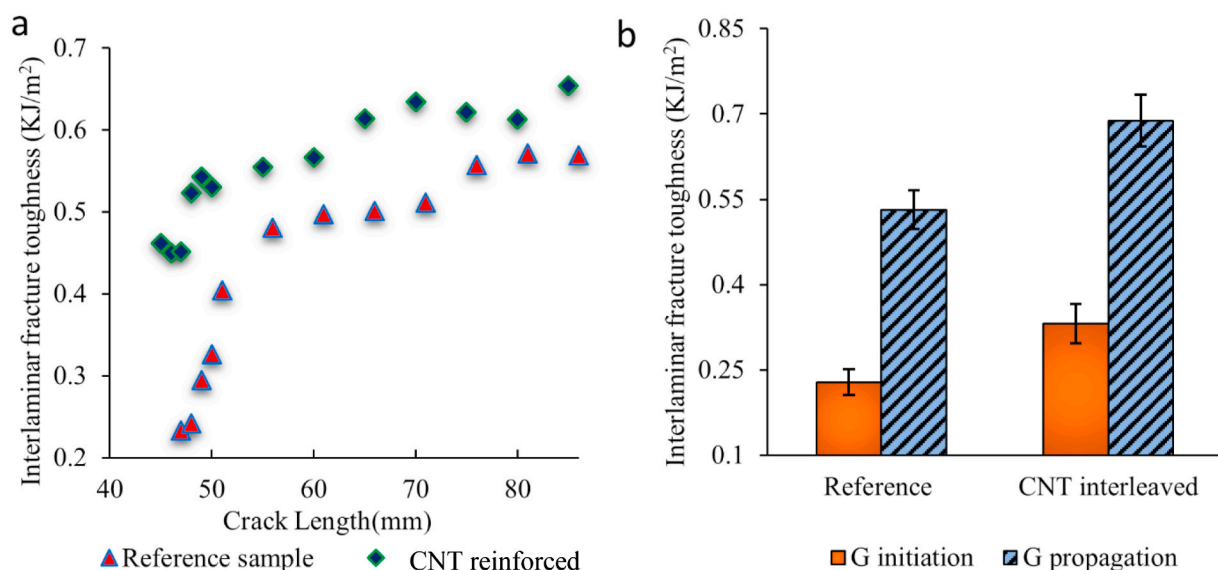 a
Interlaminar fracture toughness (KJ/m²)
0.7
0.6
0.5
0.4
0.3
0.2
40 50 60 70 80
Crack Length(mm)
Reference sample CNT reinforced
b
Interlaminar fracture toughness (KJ/m²)
0.85
0.7
0.55
0.4
0.25
0.1
Reference CNT interleaved
G initiation G propagation